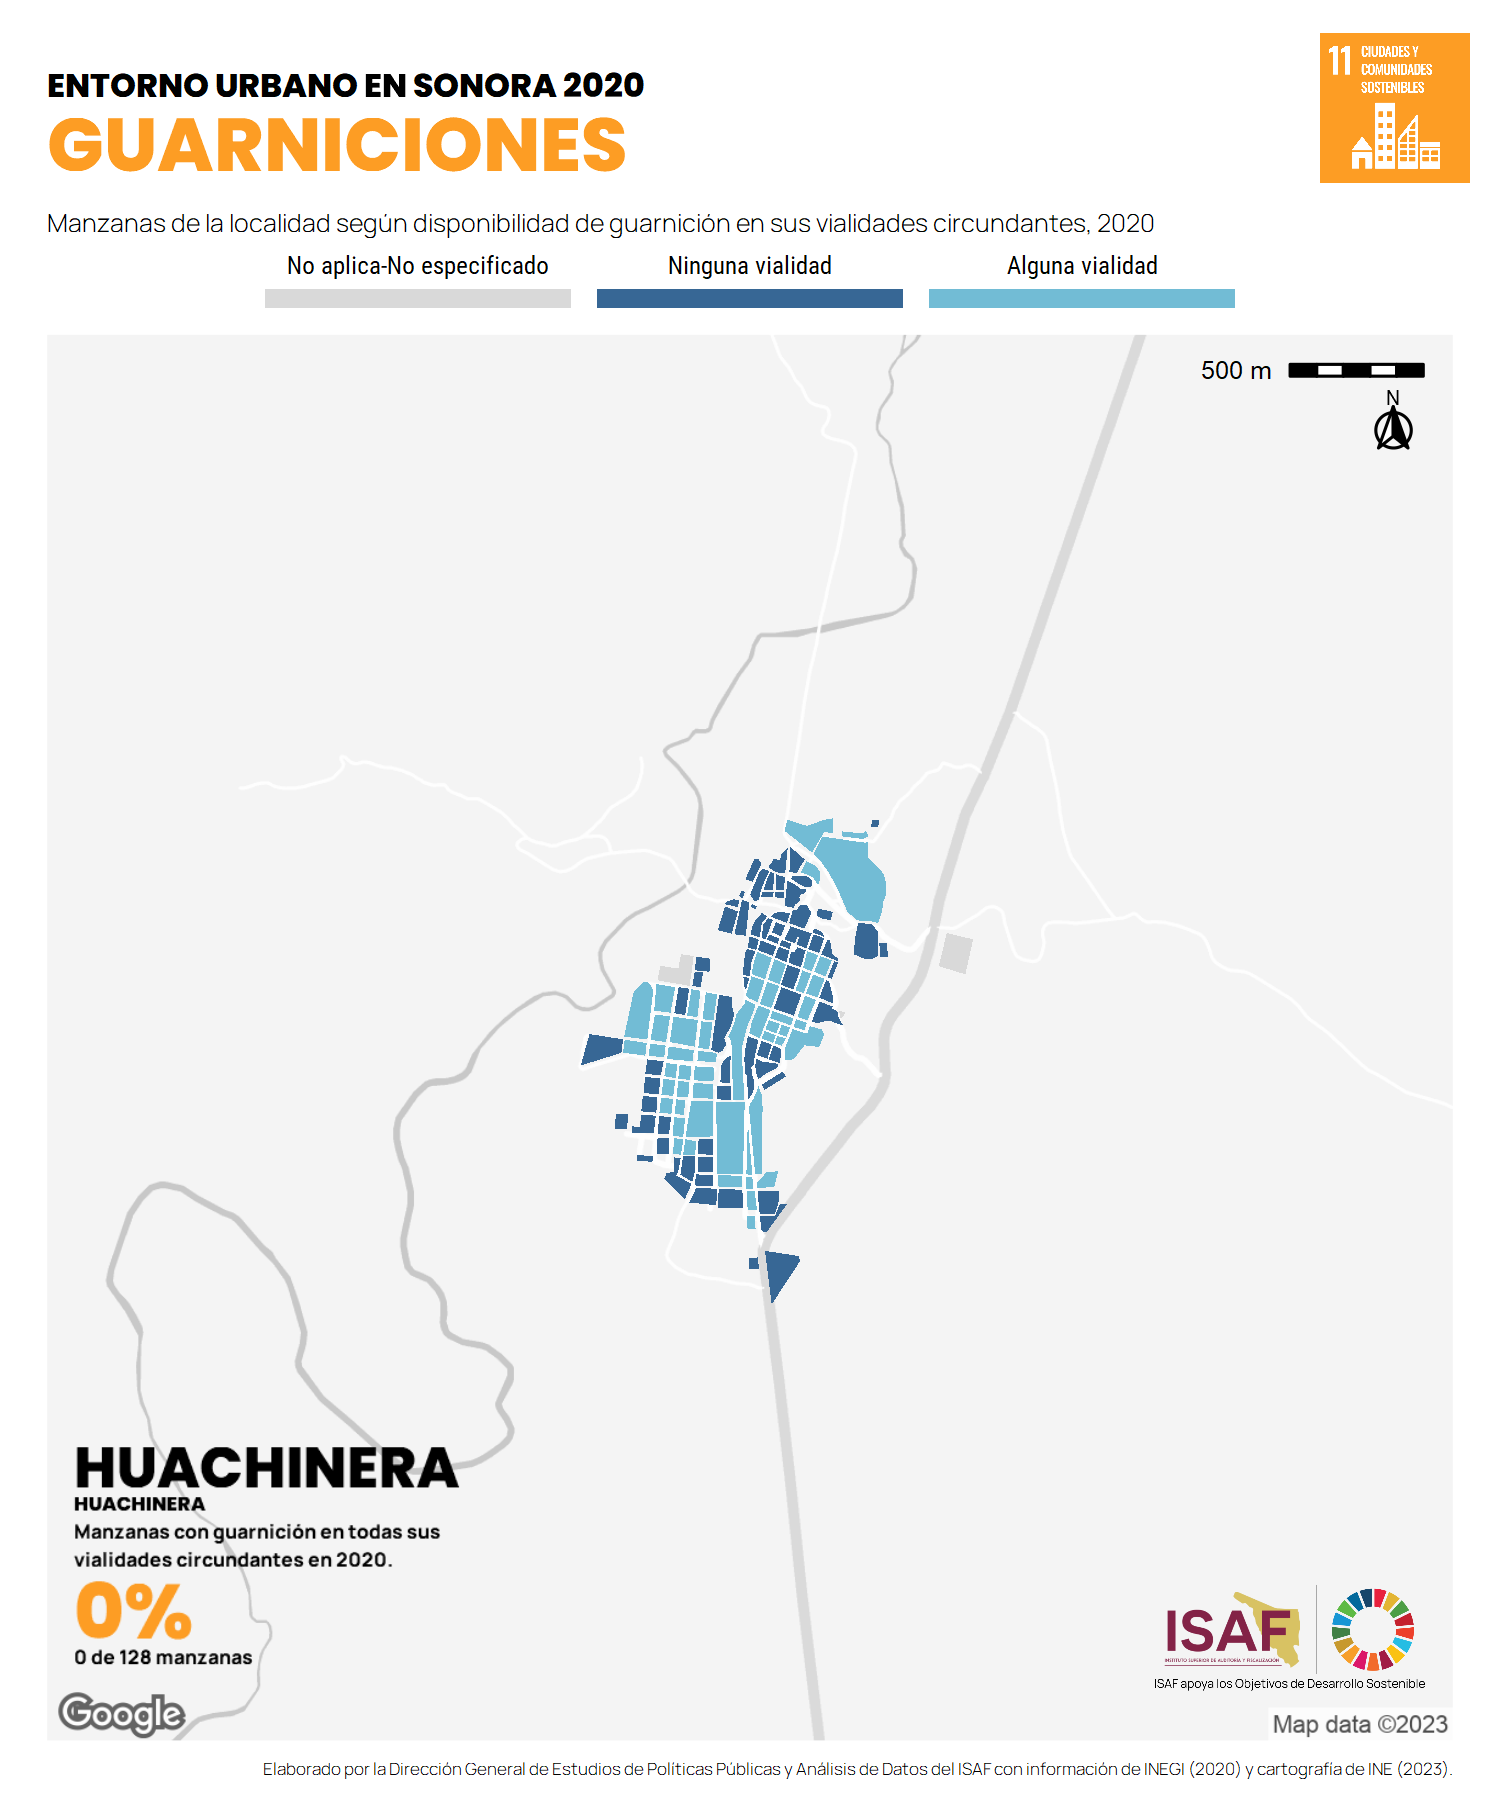 ENTORNO URBANO EN SONORA 2020
GUARNICIONES
11 CIUDADES Y
COMUNIDADES
SOSTENIBLES
Manzanas de la localidad según disponibilidad de guarnición en sus vialidades circundantes, 2020
No aplica-No especificado Ninguna vialidad Alguna vialidad
500 m
N
HUACHINERA
HUACHINERA
Manzanas con guarnición en todas sus
vialidades circundantes en 2020.
0%
0 de 128 manzanas
Google
ISAF
INSTITUTO SUPERIOR DE AUDITORÍA Y FISCALIZACIÓN
ISAF apoya los Objetivos de Desarrollo Sostenible
Map data ©2023
Elaborado por la Dirección General de Estudios de Políticas Públicas y Análisis de Datos del ISAF con información de INEGI (2020) y cartografía de INE (2023).